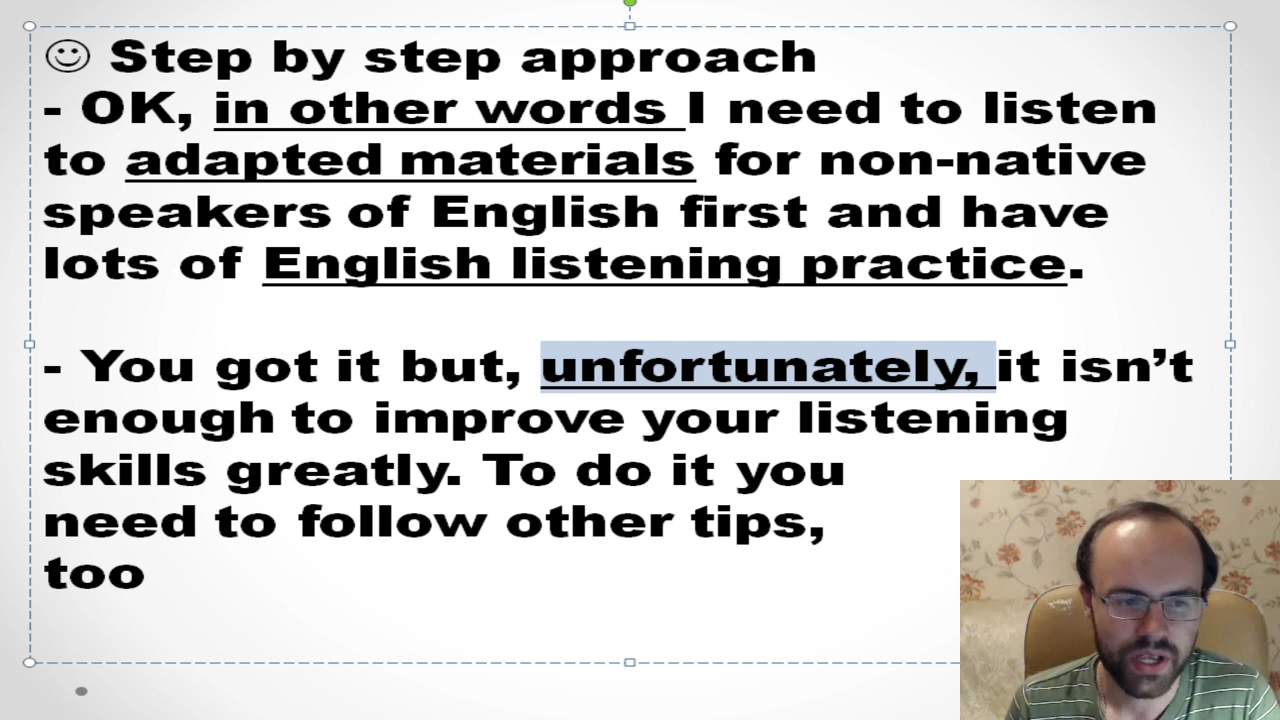 ☺ Step by step approach
- OK, in other words I need to listen
to adapted materials for non-native
speakers of English first and have
lots of English listening practice.
- You got it but, unfortunately, it isn’t
enough to improve your listening
skills greatly. To do it you
need to follow other tips,
too